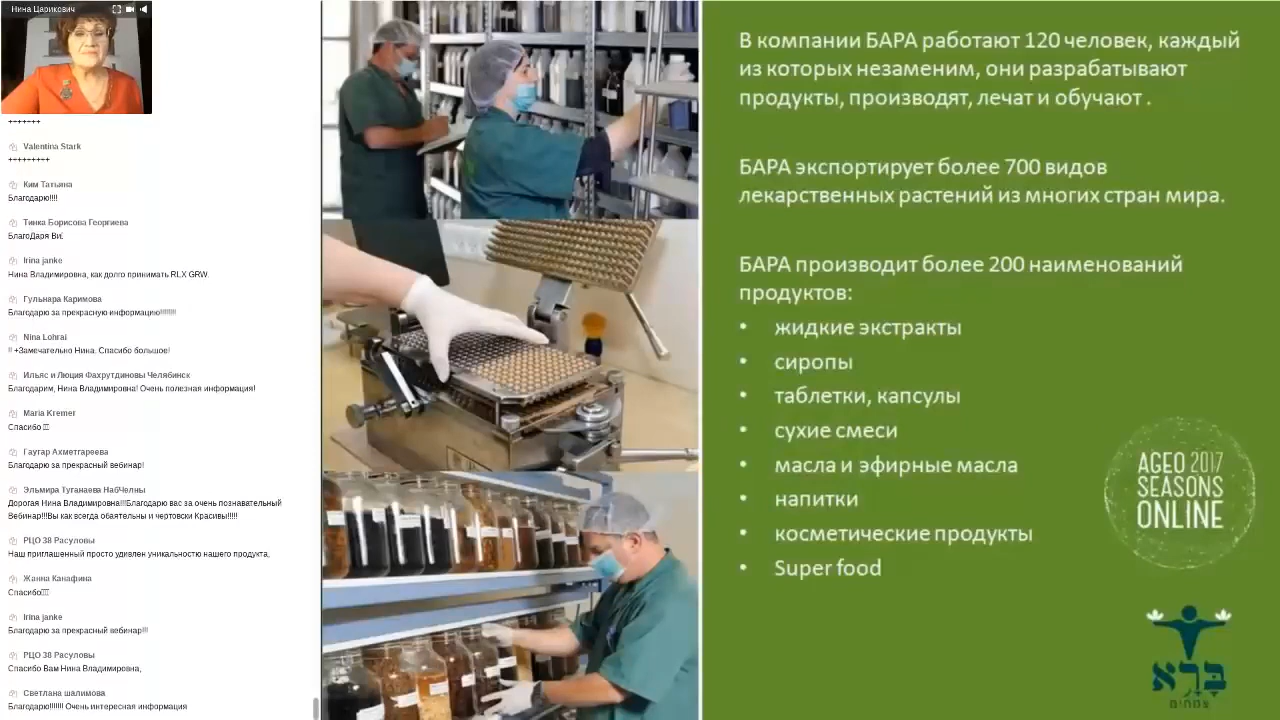 Нина Царикович
+++++++
Valentina Stark
+++++++++
Ким Татьяна
Благодарю!!!!
Тинка Борисова Георгиева
БлагоДаря Ви
Irina janke
Нина Владимировна, как долго принимать RLX GRW.
Гульнара Каримова
Благодарю за прекрасную информацию!!!!!!!!!
Nina Lohrai
!! +Замечательно Нина. Спасибо большое!
Ильяс и Люция Фахрутдиновы Челябинск
Благодарим, Нина Владимировна! Очень полезная информация!
Maria Kremer
Спасибо
Гаугар Ахметгареева
Благодарю за прекрасный вебинар!
Эльмира Туганаева НабЧелны
Дорогая Нина Владимировна!!!Благодарю вас за очень познавательный
Вебинар!!!Вы как всегда обаятельны и чертовски Красивы!!!!!
РЦО 38 Расуловы
Наш приглашенный просто удивлен уникальностью нашего продукта,
Жанна Канафина
Спасибо
Irina janke
Благодарю за прекрасный вебинар!!!
РЦО 38 Расуловы
Спасибо Вам Нина Владимировна,
Светлана шалимова
Благодарю!!!!!!! Очень интересная информация
В компании БАРА работают 120 человек, каждый
из которых незаменим, они разрабатывают
продукты, производят, лечат и обучают .
БАРА экспортирует более 700 видов
лекарственных растений из многих стран мира.
БАРА производит более 200 наименований
продуктов:
• жидкие экстракты
• сиропы
• таблетки, капсулы
• сухие смеси
• масла и эфирные масла
• напитки
• косметические продукты
• Super food
AGEO 2017
SEASONS
ONLINE
בָּרָא
צמחים